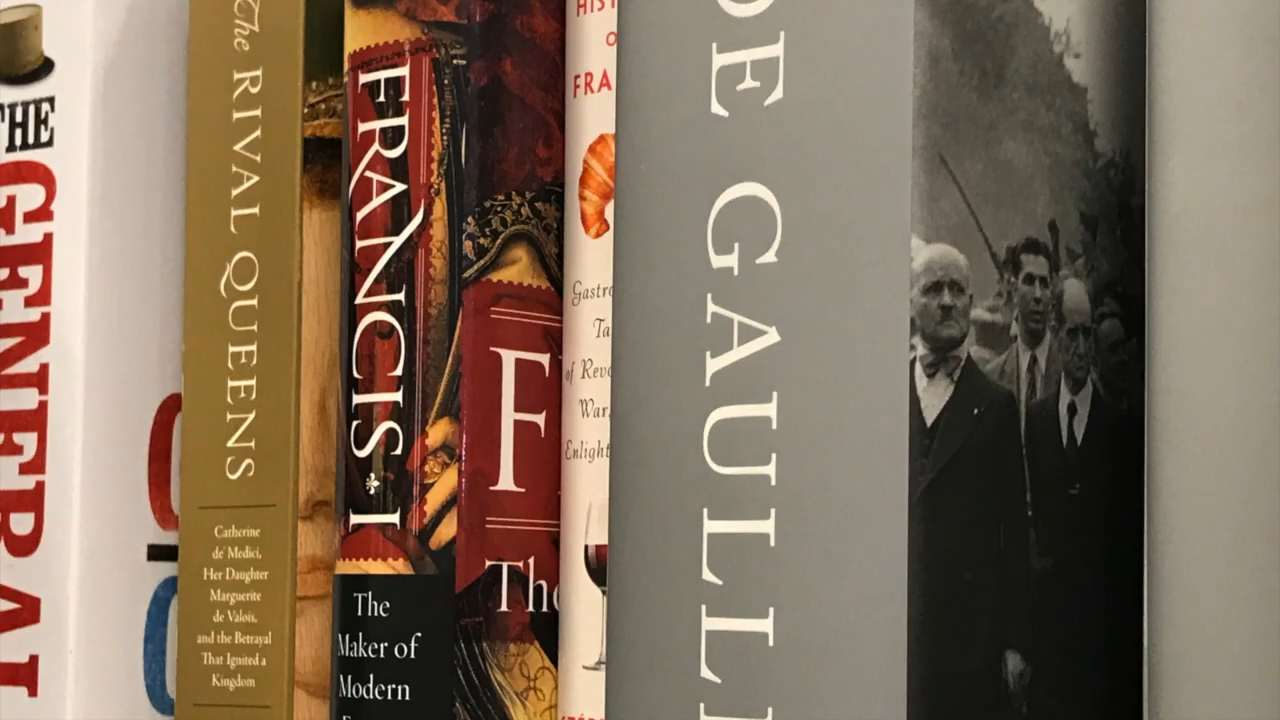 THE
GENERAL
The RIVAL QUEENS
Catherine
de' Medici,
Her Daughter
Marguerite
de Valois,
and the Betrayal
That Ignited a
Kingdom
FRANCIS I
The
Maker of
Modern
F
The
HIST
O
FRA
Gastro
Ta
of Revo
War,
Enlight
DE GAULL